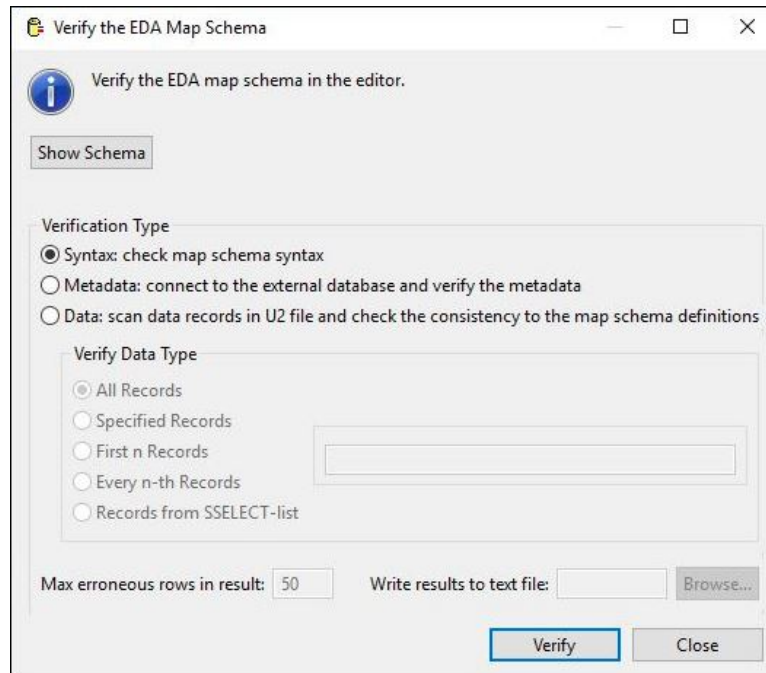 Verify the EDA Map Schema
Verify the EDA map schema in the editor.
Show Schema
Verification Type
Syntax: check map schema syntax
Metadata: connect to the external database and verify the metadata
Data: scan data records in U2 file and check the consistency to the map schema definitions
Verify Data Type
All Records
Specified Records
First n Records
Every n-th Records
Records from SSELECT-list
Max erroneous rows in result: 50 Write results to text file: Browse...
Verify Close